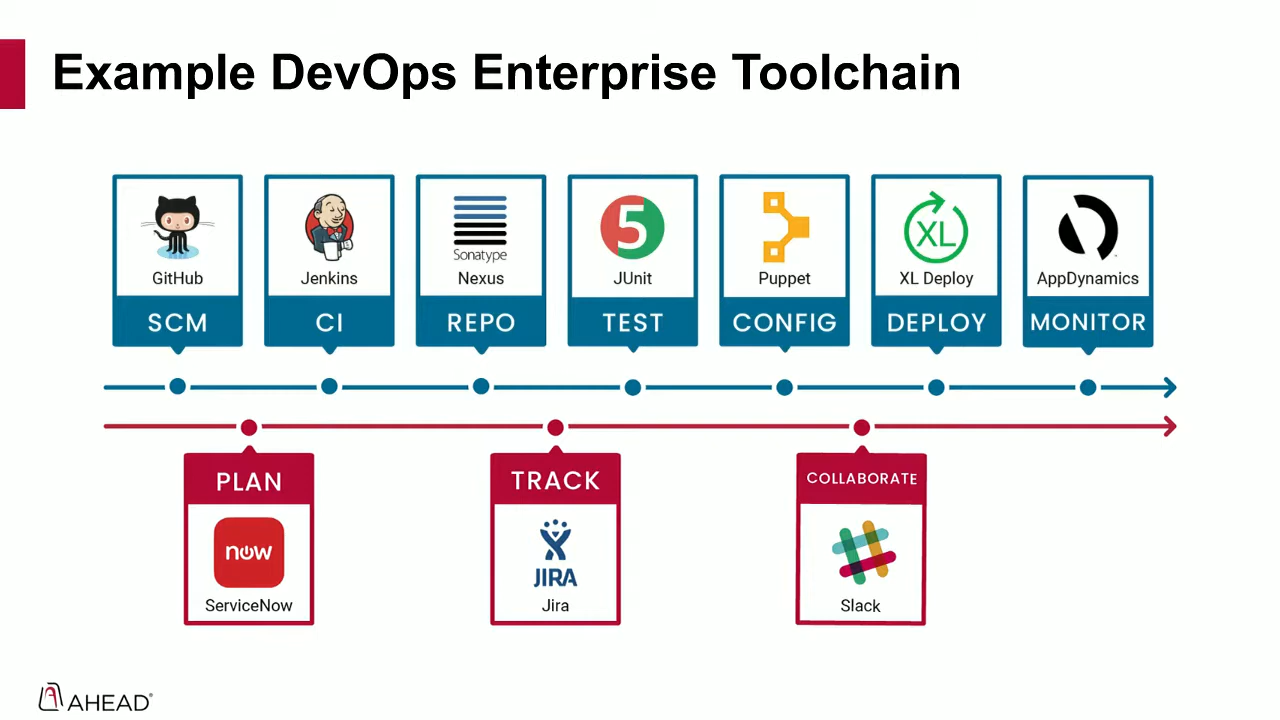 Example DevOps Enterprise Toolchain
5
XL
Sonatype
GitHub
Jenkins
Nexus
JUnit
Puppet
XL Deploy
AppDynamics
SCM
CI
REPO
TEST
CONFIG
DEPLOY
MONITOR
PLAN
TRACK
COLLABORATE
now
JIRA
ServiceNow
Jira
Slack
AHEAD®